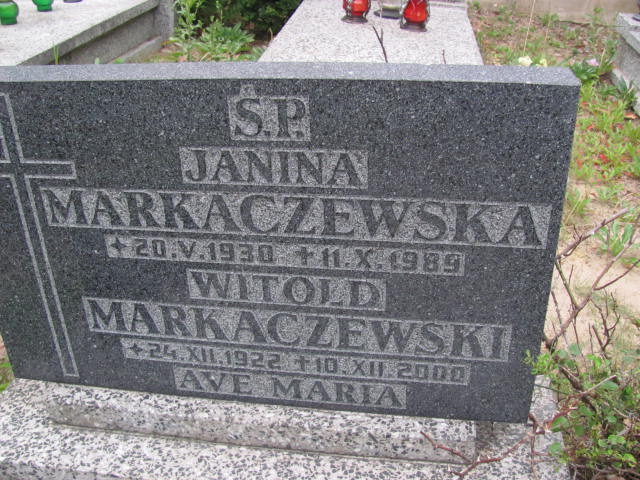 Ś.P.
JANINA
MARKACZEWSKA
+20.V.1930 +11.X.1989
WITOLD
MARKACZEWSKI
+24.XII.1922 +10.XII.2000
AVE MARIA